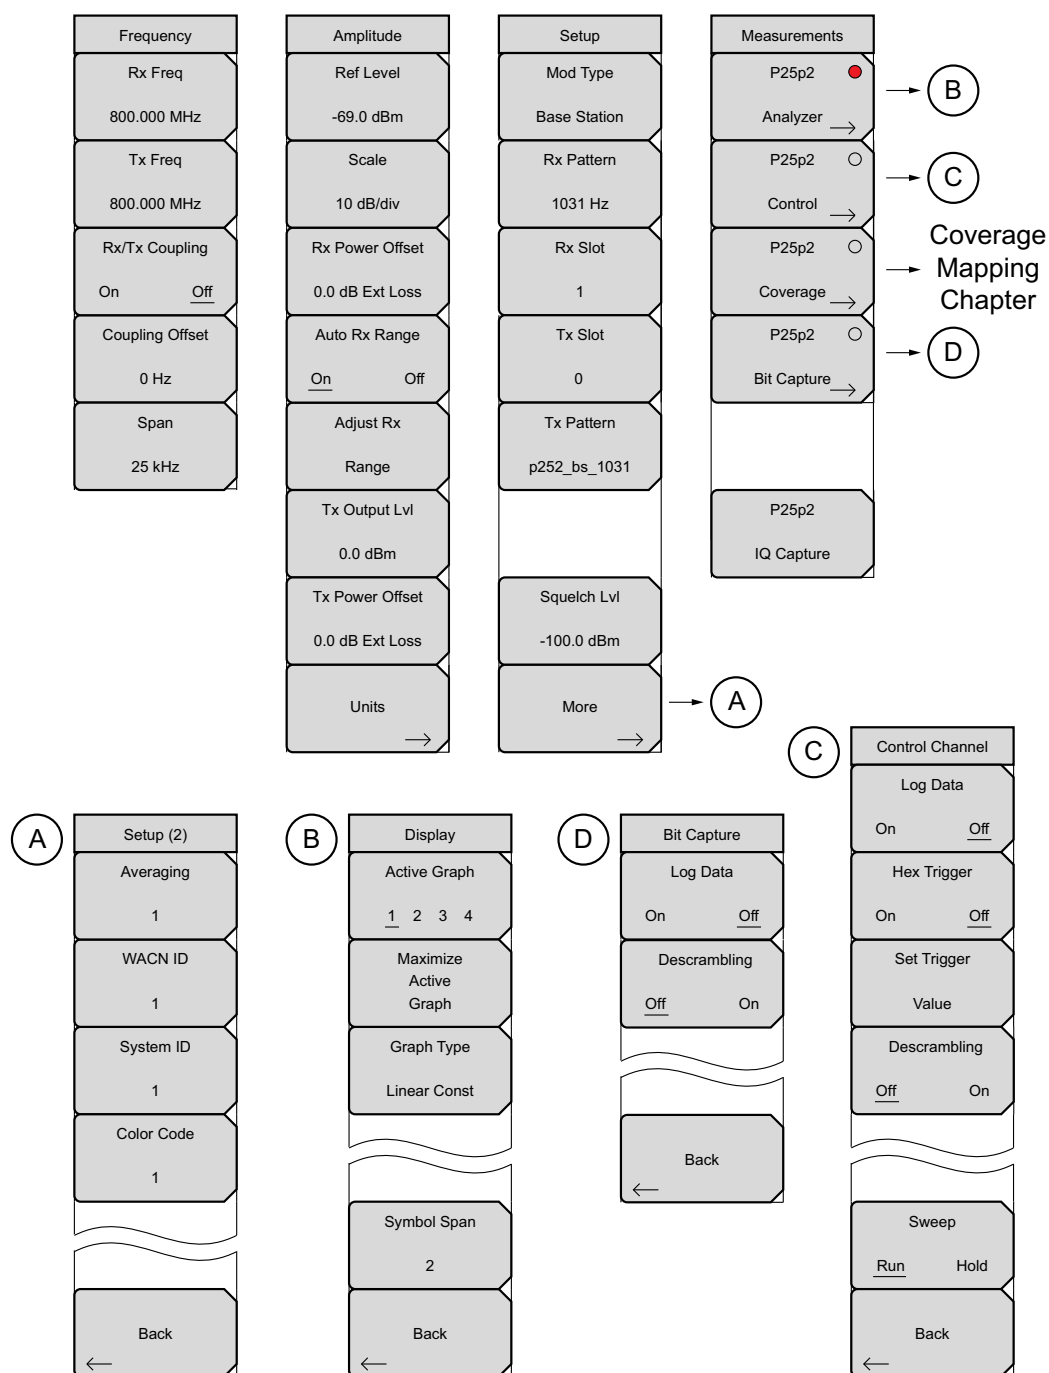 Frequency
Rx Freq
800.000 MHz
Tx Freq
800.000 MHz
Rx/Tx Coupling
On Off
Coupling Offset
0 Hz
Span
25 kHz
Amplitude
Ref Level
-69.0 dBm
Scale
10 dB/div
Rx Power Offset
0.0 dB Ext Loss
Auto Rx Range
On Off
Adjust Rx
Range
Tx Output Lvl
0.0 dBm
Tx Power Offset
0.0 dB Ext Loss
Units
Setup
Mod Type
Base Station
Rx Pattern
1031 Hz
Rx Slot
1
Tx Slot
0
Tx Pattern
p252_bs_1031
Squelch Lvl
-100.0 dBm
More
A
Measurements
P25p2
Analyzer
B
P25p2
Control
C
P25p2
Coverage
Coverage
Mapping
Chapter
P25p2
Bit Capture
D
P25p2
IQ Capture
A
Setup (2)
Averaging
1
WACN ID
1
System ID
1
Color Code
1
Back
B
Display
Active Graph
1 2 3 4
Maximize
Active
Graph
Graph Type
Linear Const
Symbol Span
2
Back
D
Bit Capture
Log Data
On Off
Descrambling
Off On
Back
C
Control Channel
Log Data
On Off
Hex Trigger
On Off
Set Trigger
Value
Descrambling
Off On
Sweep
Run Hold
Back